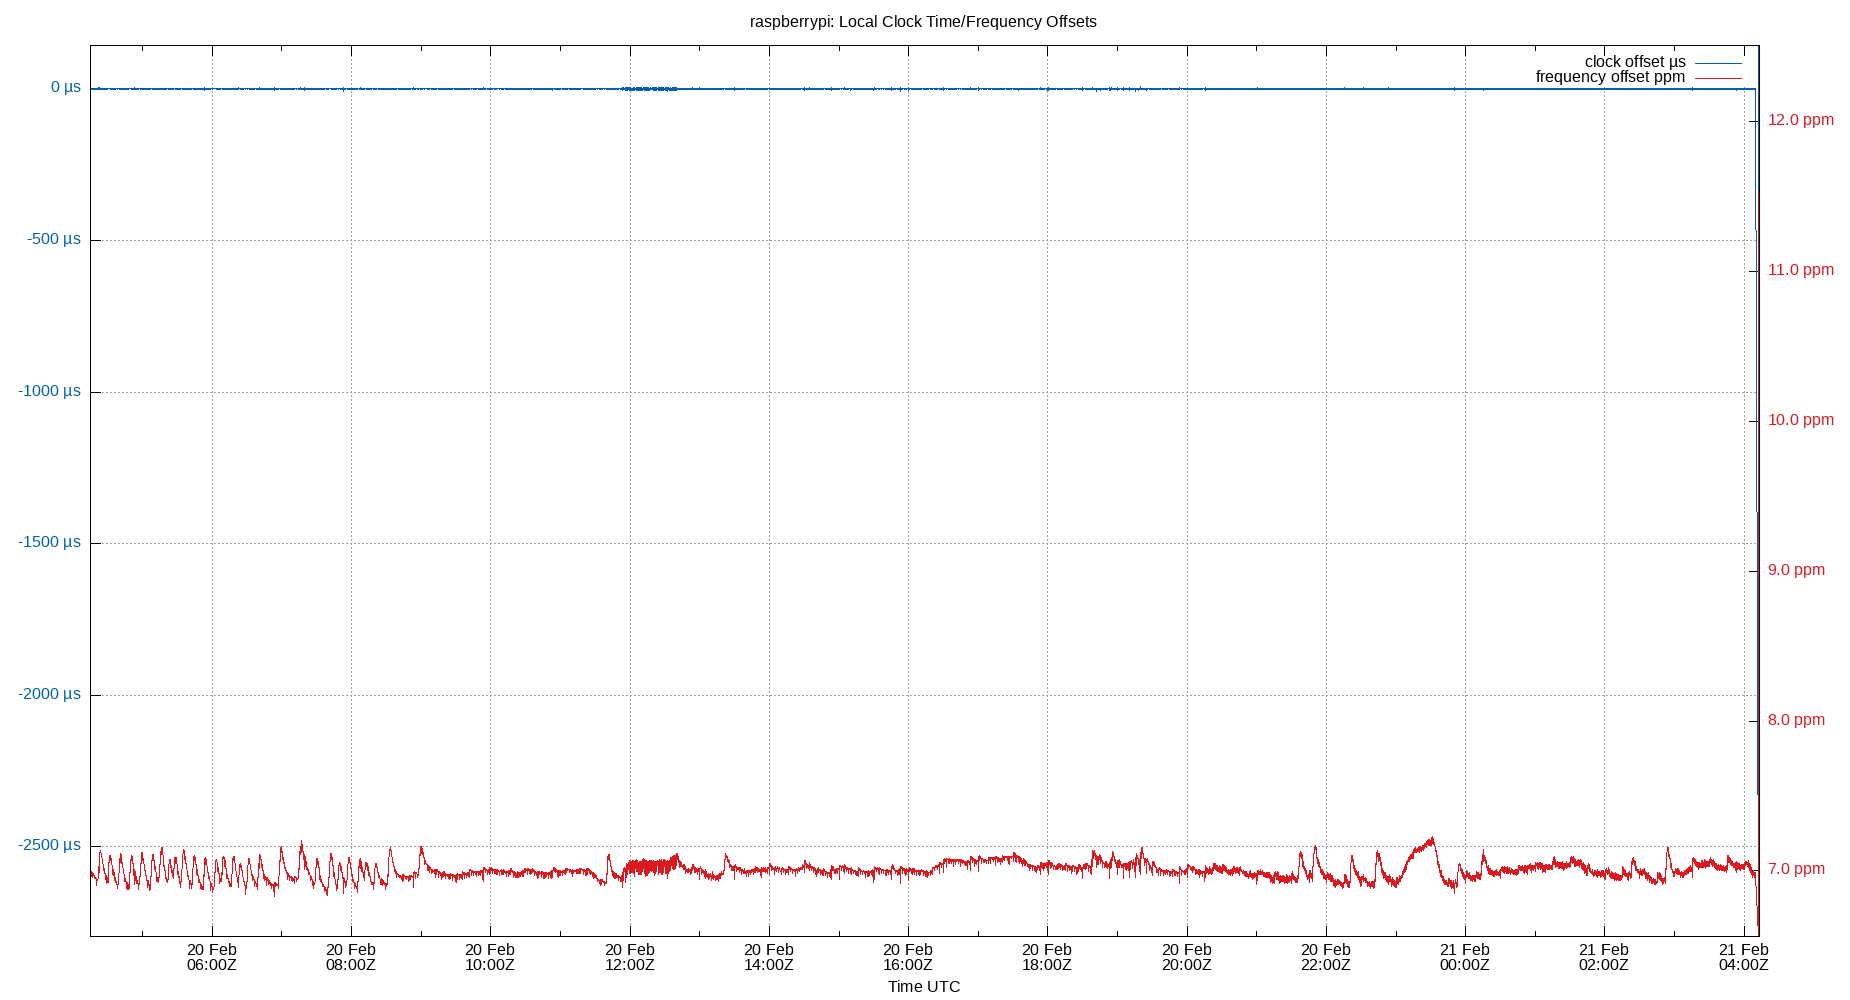 raspberrypi: Local Clock Time/Frequency Offsets
clock offset µs
frequency offset ppm
0 µs
-500 µs
-1000 µs
-1500 µs
-2000 µs
-2500 µs
12.0 ppm
11.0 ppm
10.0 ppm
9.0 ppm
8.0 ppm
7.0 ppm
20 Feb 20 Feb 20 Feb 20 Feb 20 Feb 20 Feb 20 Feb 20 Feb 20 Feb 21 Feb 21 Feb 21 Feb
06:00Z 08:00Z 10:00Z 12:00Z 14:00Z 16:00Z 18:00Z 20:00Z 22:00Z 00:00Z 02:00Z 04:00Z
Time UTC